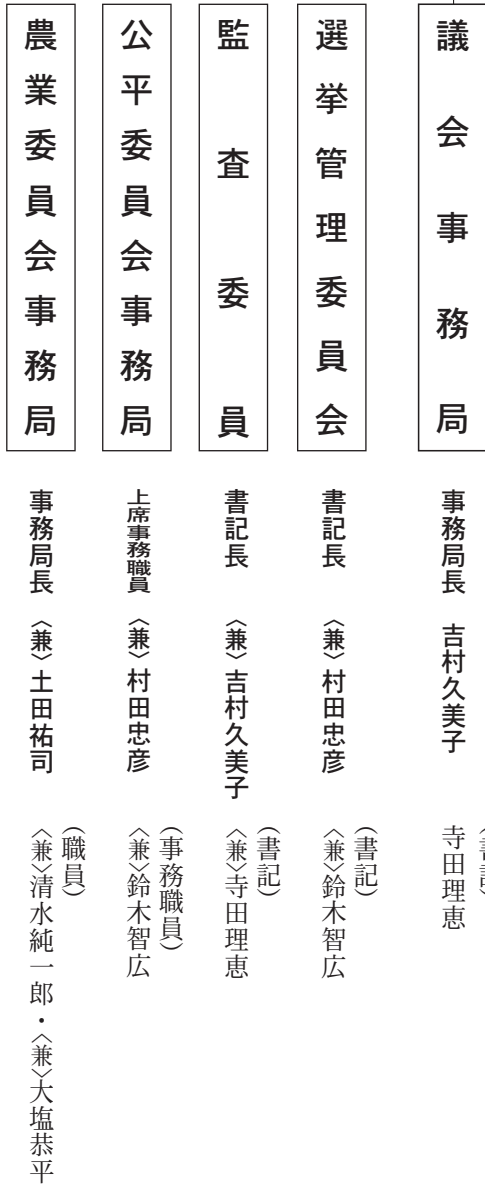 議会事務局
事務局長 吉村久美子
寺田理恵
選挙管理委員会
書記長 〈兼〉村田忠彦
(書記)
〈兼〉鈴木智広
監査委員
書記長 〈兼〉吉村久美子
(書記)
〈兼〉寺田理恵
公平委員会事務局
上席事務職員 〈兼〉村田忠彦
(事務職員)
〈兼〉鈴木智広
農業委員会事務局
事務局長 〈兼〉土田祐司
(職員)
〈兼〉清水純一郎・〈兼〉大塩恭平